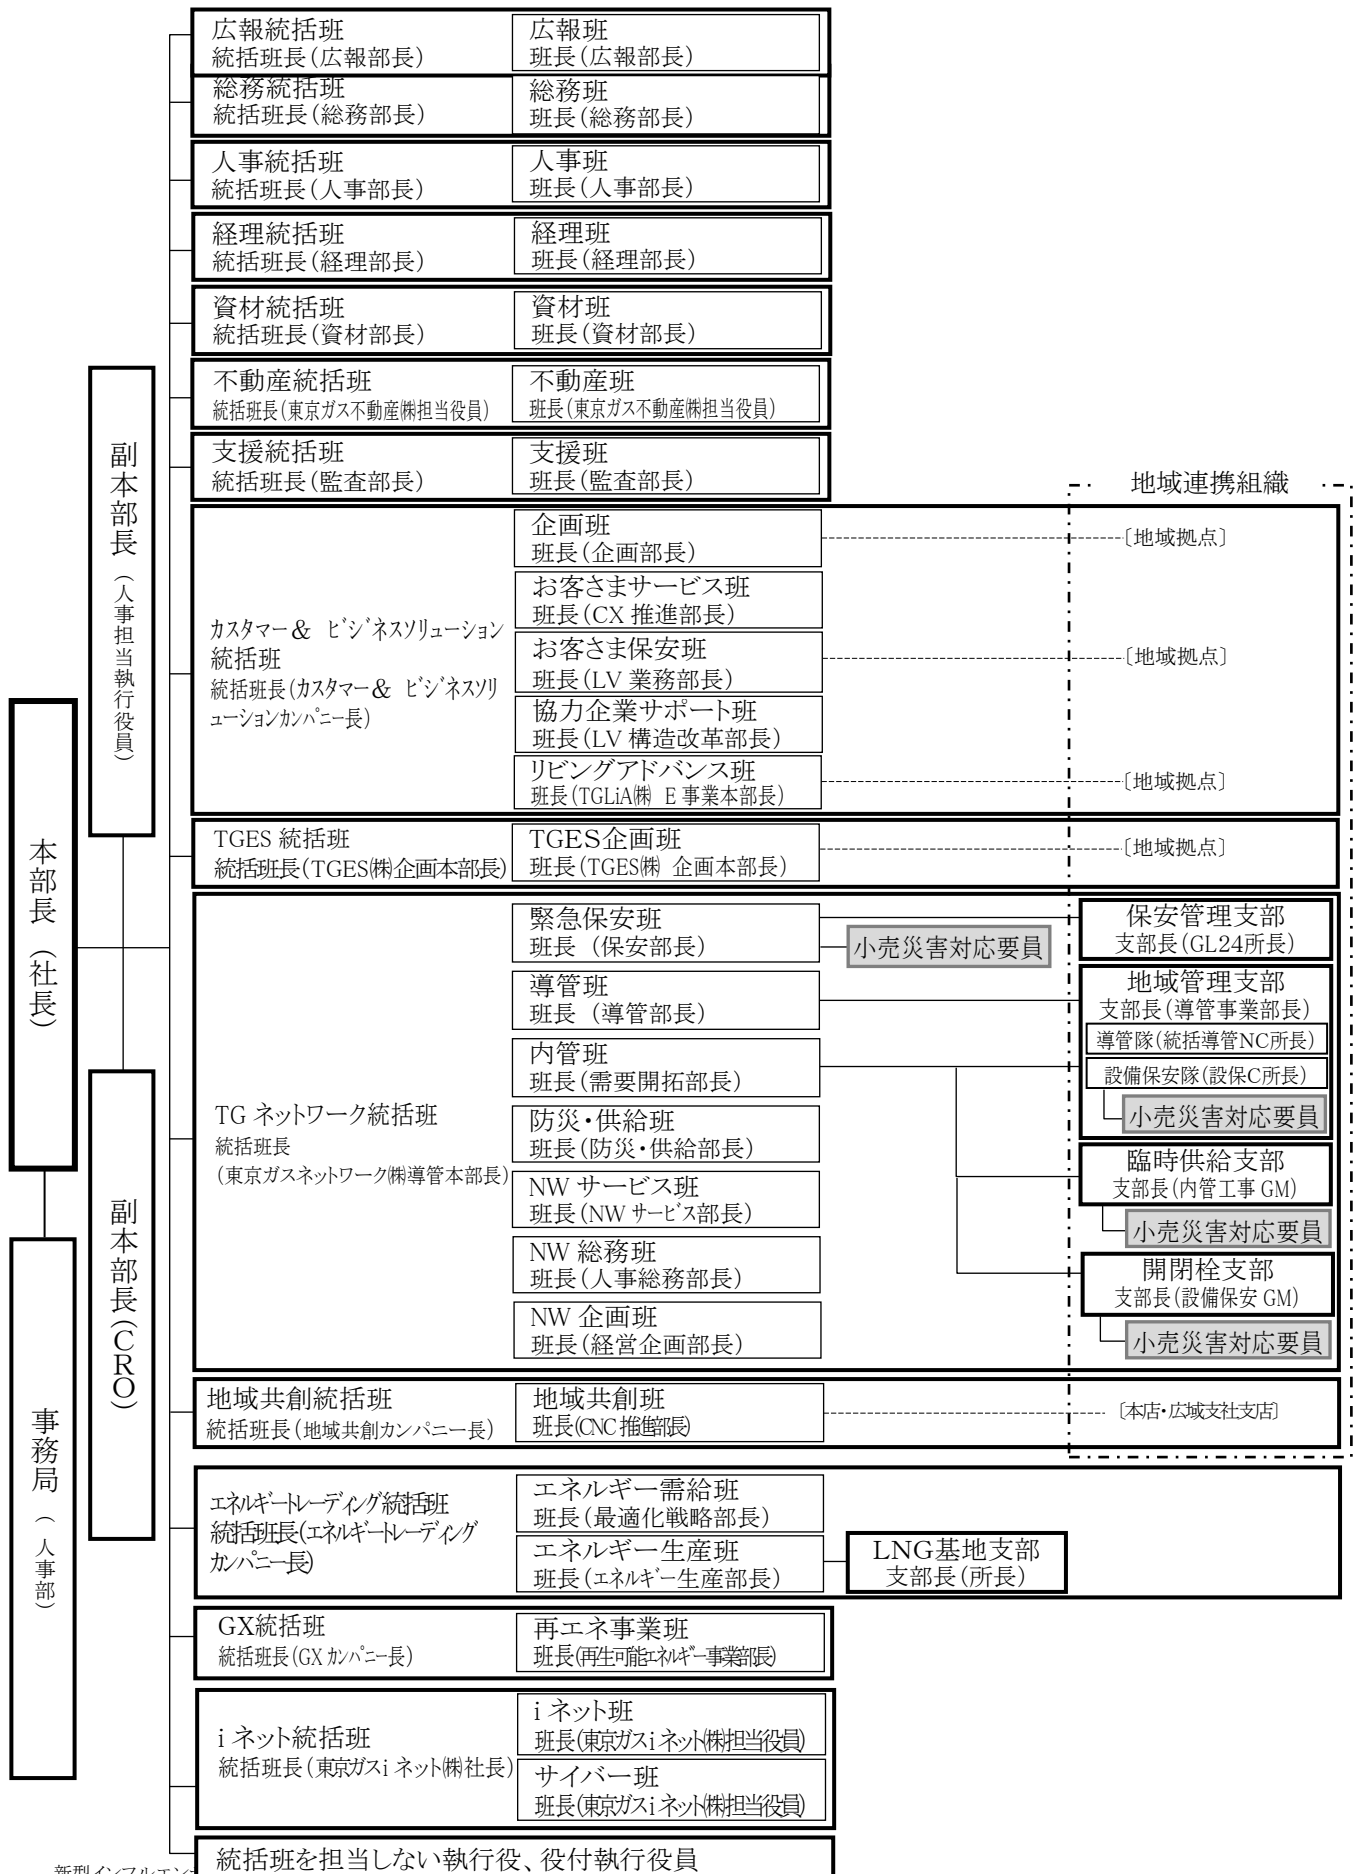 本部長（社長）
事務局（人事部）
副本部長（人事担当執行役員）
副本部長（CRO）
広報統括班
統括班長（広報部長）
広報班
班長（広報部長）
総務統括班
統括班長（総務部長）
総務班
班長（総務部長）
人事統括班
統括班長（人事部長）
人事班
班長（人事部長）
経理統括班
統括班長（経理部長）
経理班
班長（経理部長）
資材統括班
統括班長（資材部長）
資材班
班長（資材部長）
不動産統括班
統括班長（東京ガス不動産㈱担当役員）
不動産班
班長（東京ガス不動産㈱担当役員）
支援統括班
統括班長（監査部長）
支援班
班長（監査部長）
地域連携組織
カスタマー＆ ビジネスソリューション
統括班
統括班長（カスタマー＆ ビジネスソリ
ューションカンパニー長）
企画班
班長（企画部長）
〔地域拠点〕
お客さまサービス班
班長（CX 推進部長）
お客さま保安班
班長（LV 業務部長）
〔地域拠点〕
協力企業サポート班
班長（LV 構造改革部長）
リビングアドバンス班
班長（TGLiA㈱ E 事業本部長）
〔地域拠点〕
TGES 統括班
統括班長（TGES㈱企画本部長）
TGES企画班
班長（TGES㈱ 企画本部長）
〔地域拠点〕
TG ネットワーク統括班
統括班長
（東京ガスネットワーク㈱導管本部長）
緊急保安班
班長 （保安部長）
小売災害対応要員
導管班
班長 （導管部長）
内管班
班長（需要開拓部長）
防災・供給班
班長（防災・供給部長）
NW サービス班
班長（NW サービス部長）
NW 総務班
班長（人事総務部長）
NW 企画班
班長（経営企画部長）
保安管理支部
支部長（GL24所長）
地域管理支部
支部長（導管事業部長）
導管隊（統括導管NC所長）
設備保安隊（設保C所長）
小売災害対応要員
臨時供給支部
支部長（内管工事 GM）
小売災害対応要員
開閉栓支部
支部長（設備保安 GM）
小売災害対応要員
地域共創統括班
統括班長（地域共創カンパニー長）
地域共創班
班長（CNC 推進部長）
〔本店・広域支社支店〕
エネルギートレーディング統括班
統括班長（エネルギートレーディング
カンパニー長）
エネルギー需給班
班長（最適化戦略部長）
エネルギー生産班
班長（エネルギー生産部長）
LNG基地支部
支部長（所長）
GX統括班
統括班長（GX カンパニー長）
再エネ事業班
班長（再生可能エネルギー事業部長）
i ネット統括班
統括班長（東京ガスi ネット㈱社長）
i ネット班
班長（東京ガスi ネット㈱担当役員）
サイバー班
班長（東京ガスi ネット㈱担当役員）
統括班を担当しない執行役、役付執行役員